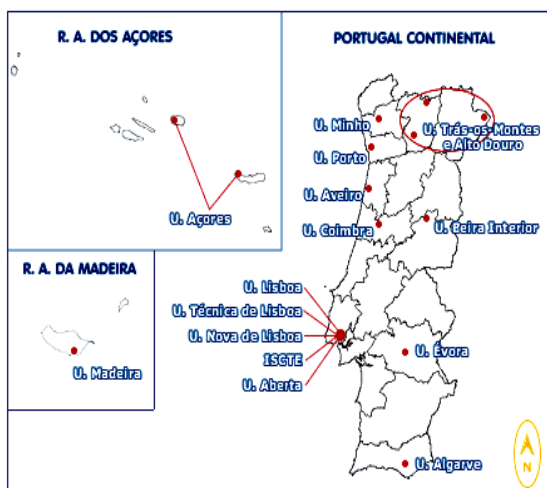 R. A. DOS AÇORES
PORTUGAL CONTINENTAL
U. Minho
U. Trás-os-Montes
e Alto Douro
U. Porto
U. Aveiro
U. Açores
U. Coimbra
U. Beira Interior
R. A. DA MADEIRA
U. Lisboa
U. Técnica de Lisboa
U. Nova de Lisboa
ISCTE
U. Évora
U. Madeira
U. Aberta
U. Algarve
N